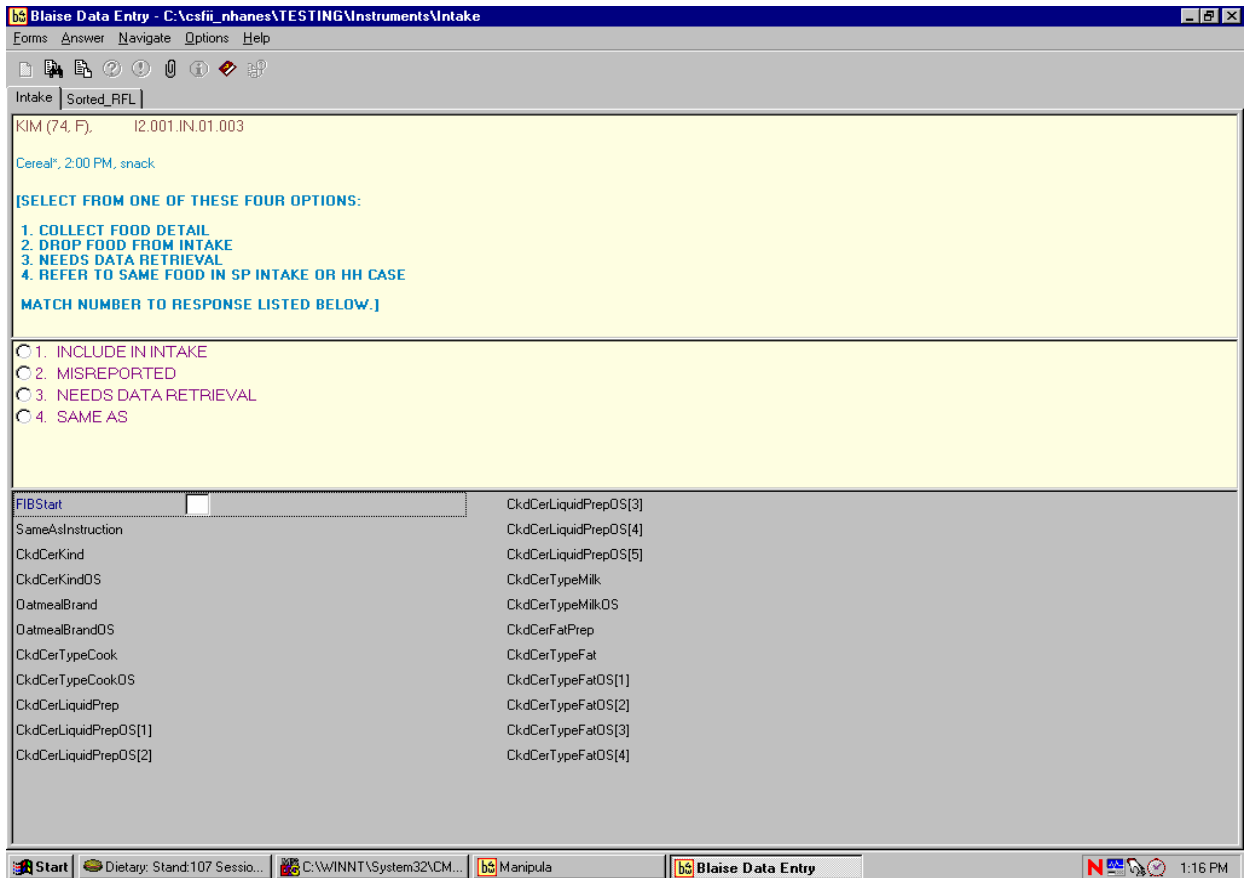 Blaise Data Entry - C:\csfii_nhanes\TESTING\Instruments\Intake
Forms Answer Navigate Options Help
Intake Sorted_RFL
KIM (74, F), I2.001.IN.01.003
Cereal*, 2:00 PM, snack
[SELECT FROM ONE OF THESE FOUR OPTIONS:
1. COLLECT FOOD DETAIL
2. DROP FOOD FROM INTAKE
3. NEEDS DATA RETRIEVAL
4. REFER TO SAME FOOD IN SP INTAKE OR HH CASE
MATCH NUMBER TO RESPONSE LISTED BELOW.]
1. INCLUDE IN INTAKE
2. MISREPORTED
3. NEEDS DATA RETRIEVAL
4. SAME AS
FIBStart
SameAsInstruction
CkdCerKind
CkdCerKindOS
OatmealBrand
OatmealBrandOS
CkdCerTypeCook
CkdCerTypeCookOS
CkdCerLiquidPrep
CkdCerLiquidPrepOS[1]
CkdCerLiquidPrepOS[2]
CkdCerLiquidPrepOS[3]
CkdCerLiquidPrepOS[4]
CkdCerLiquidPrepOS[5]
CkdCerTypeMilk
CkdCerTypeMilkOS
CkdCerFatPrep
CkdCerTypeFat
CkdCerTypeFatOS[1]
CkdCerTypeFatOS[2]
CkdCerTypeFatOS[3]
CkdCerTypeFatOS[4]
Start Dietary: Stand:107 Sessio... C:\WINNT\System32\CM... Manipula Blaise Data Entry N 1:16 PM